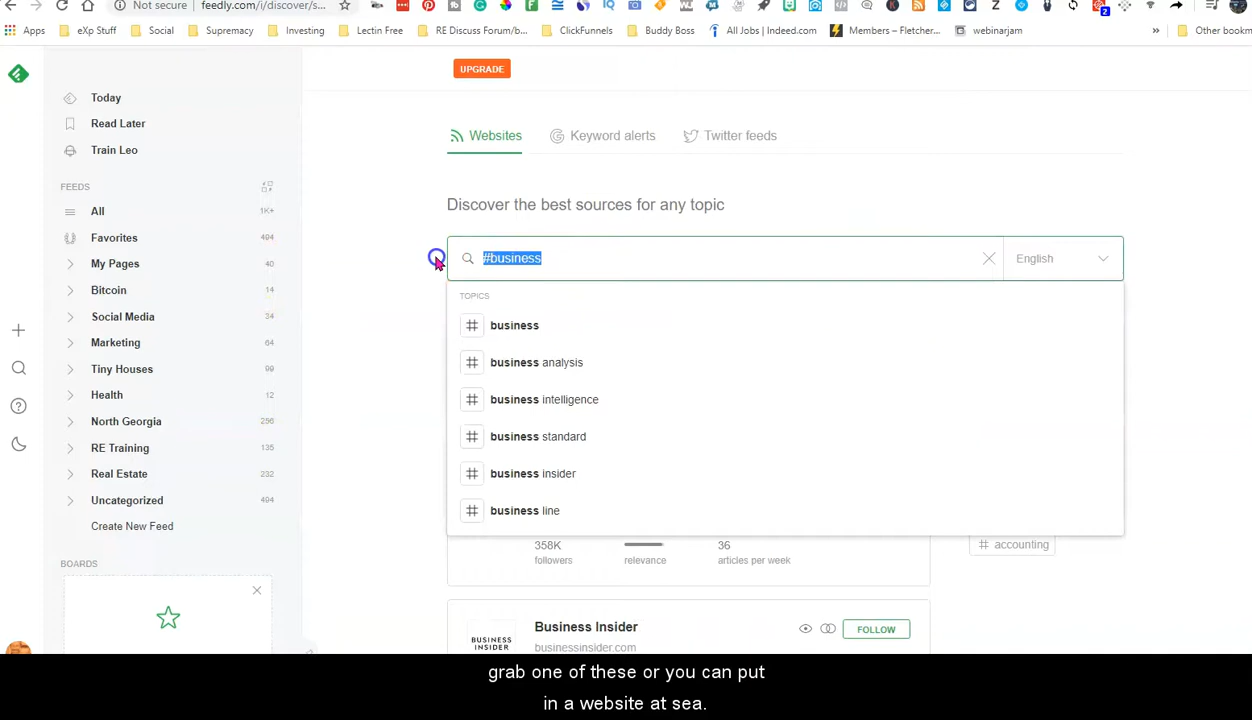 Not secure feedly.com/i/discover/s...
2
Apps eXp Stuff Social Supremacy Investing Lectin Free RE Discuss Forum/b... ClickFunnels Buddy Boss All Jobs | Indeed.com Members – Fletcher... webinarjam » Other bookm
UPGRADE
Today
Read Later
Train Leo
FEEDS
All 1K+
Favorites 494
My Pages 40
Bitcoin 14
Social Media 34
Marketing 64
Tiny Houses 99
Health 12
North Georgia 256
RE Training 135
Real Estate 232
Uncategorized 494
Create New Feed
BOARDS
Websites Keyword alerts Twitter feeds
Discover the best sources for any topic
#business English
TOPICS
# business
# business analysis
# business intelligence
# business standard
# business insider
# business line
358K 36
followers relevance articles per week
# accounting
Business Insider
FOLLOW
BUSINESS
INSIDER
businessinsider.com
grab one of these or you can put
in a website at sea.